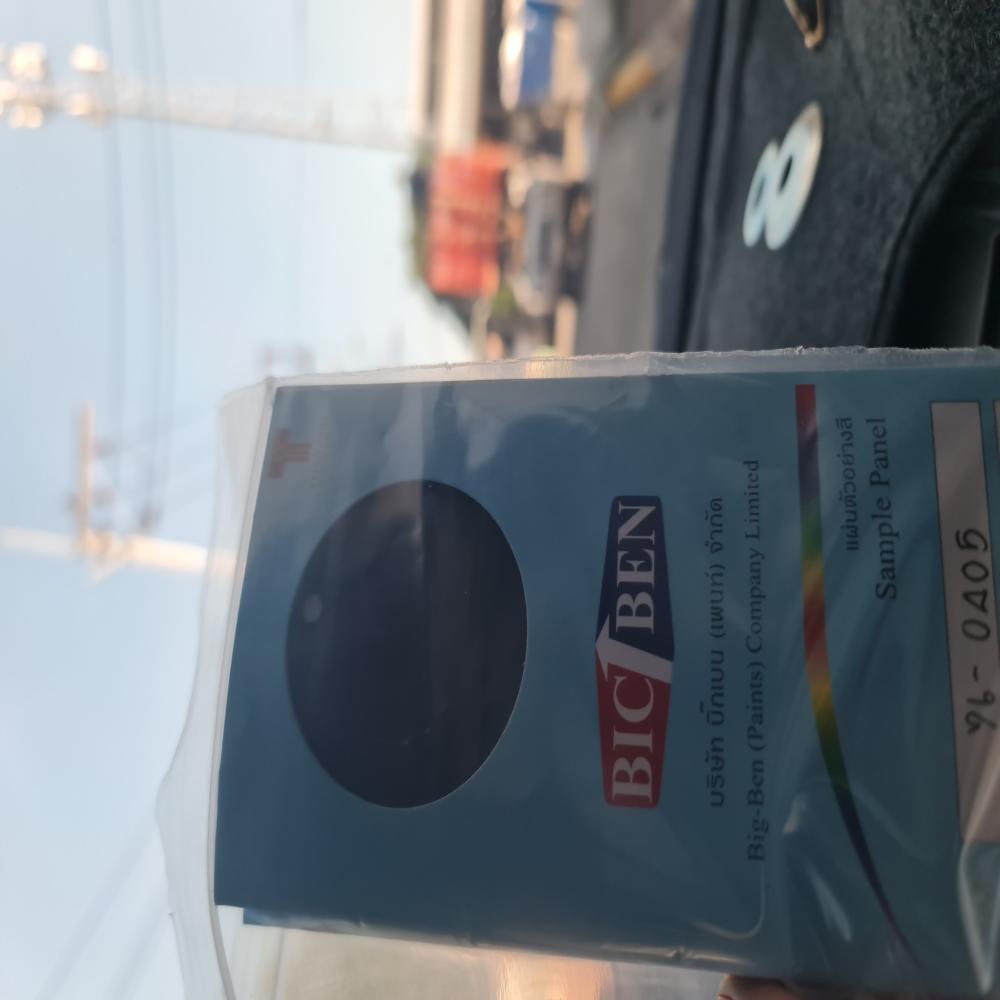 BIG BEN
บริษัท บิ๊กเบน (เพนท์) จำกัด
Big-Ben (Paints) Company Limited
แผ่นตัวอย่างสี
Sample Panel
96-0A05